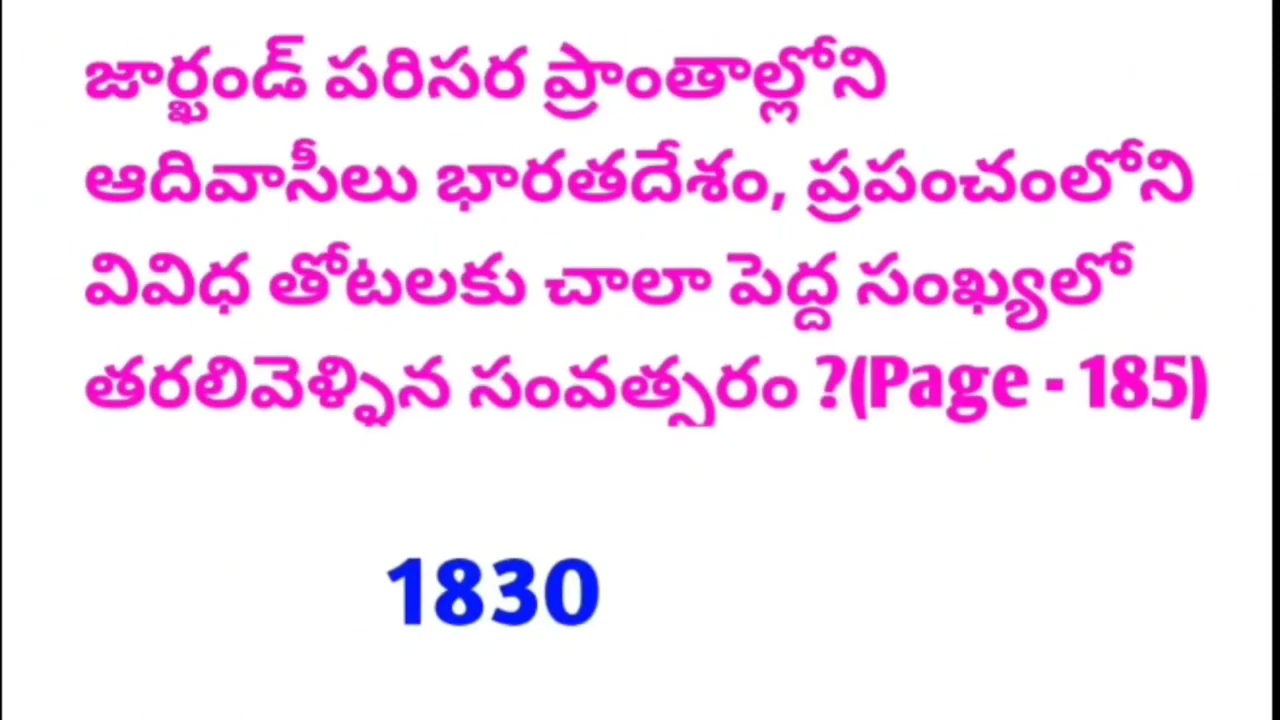 జార్ఖండ్ పరిసర ప్రాంతాల్లోని
ఆదివాసీలు భారతదేశం, ప్రపంచంలోని
వివిధ తోటలకు చాలా పెద్ద సంఖ్యలో
తరలివెళ్ళిన సంవత్సరం ?(Page - 185)
1830